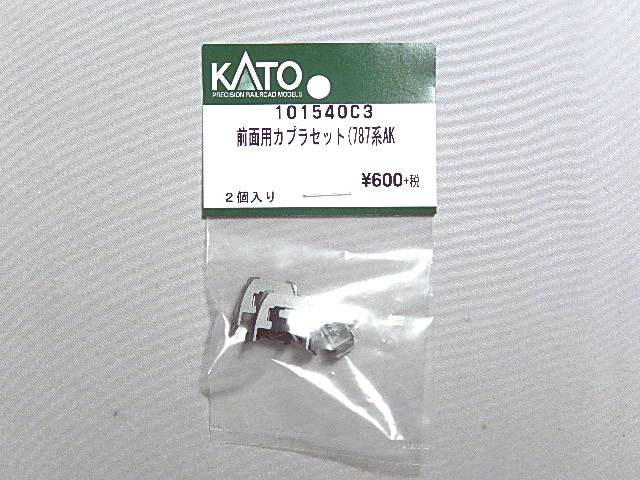 KATO
PRECISION RAILROAD MODELS
101540C3
前面用カプラセット{787系AK
¥600+税
2個入り